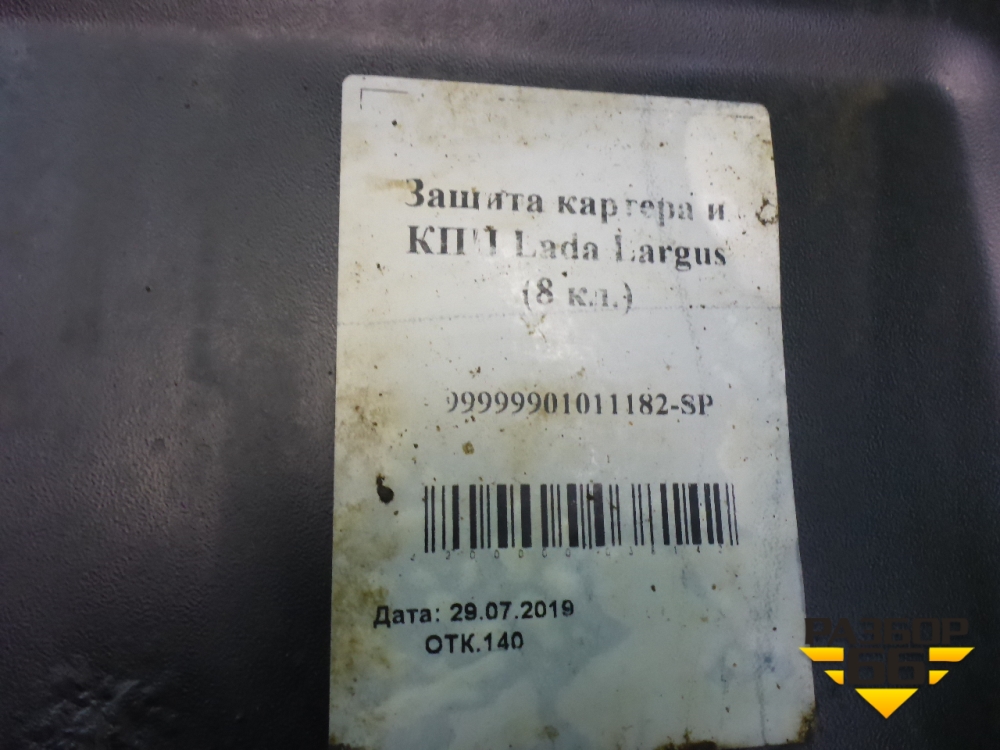 Защита картера и
КПП Lada Largus
(8 кл.)
99999901011182-SP
Дата: 29.07.2019
ОТК.140
РАЗБОР
66